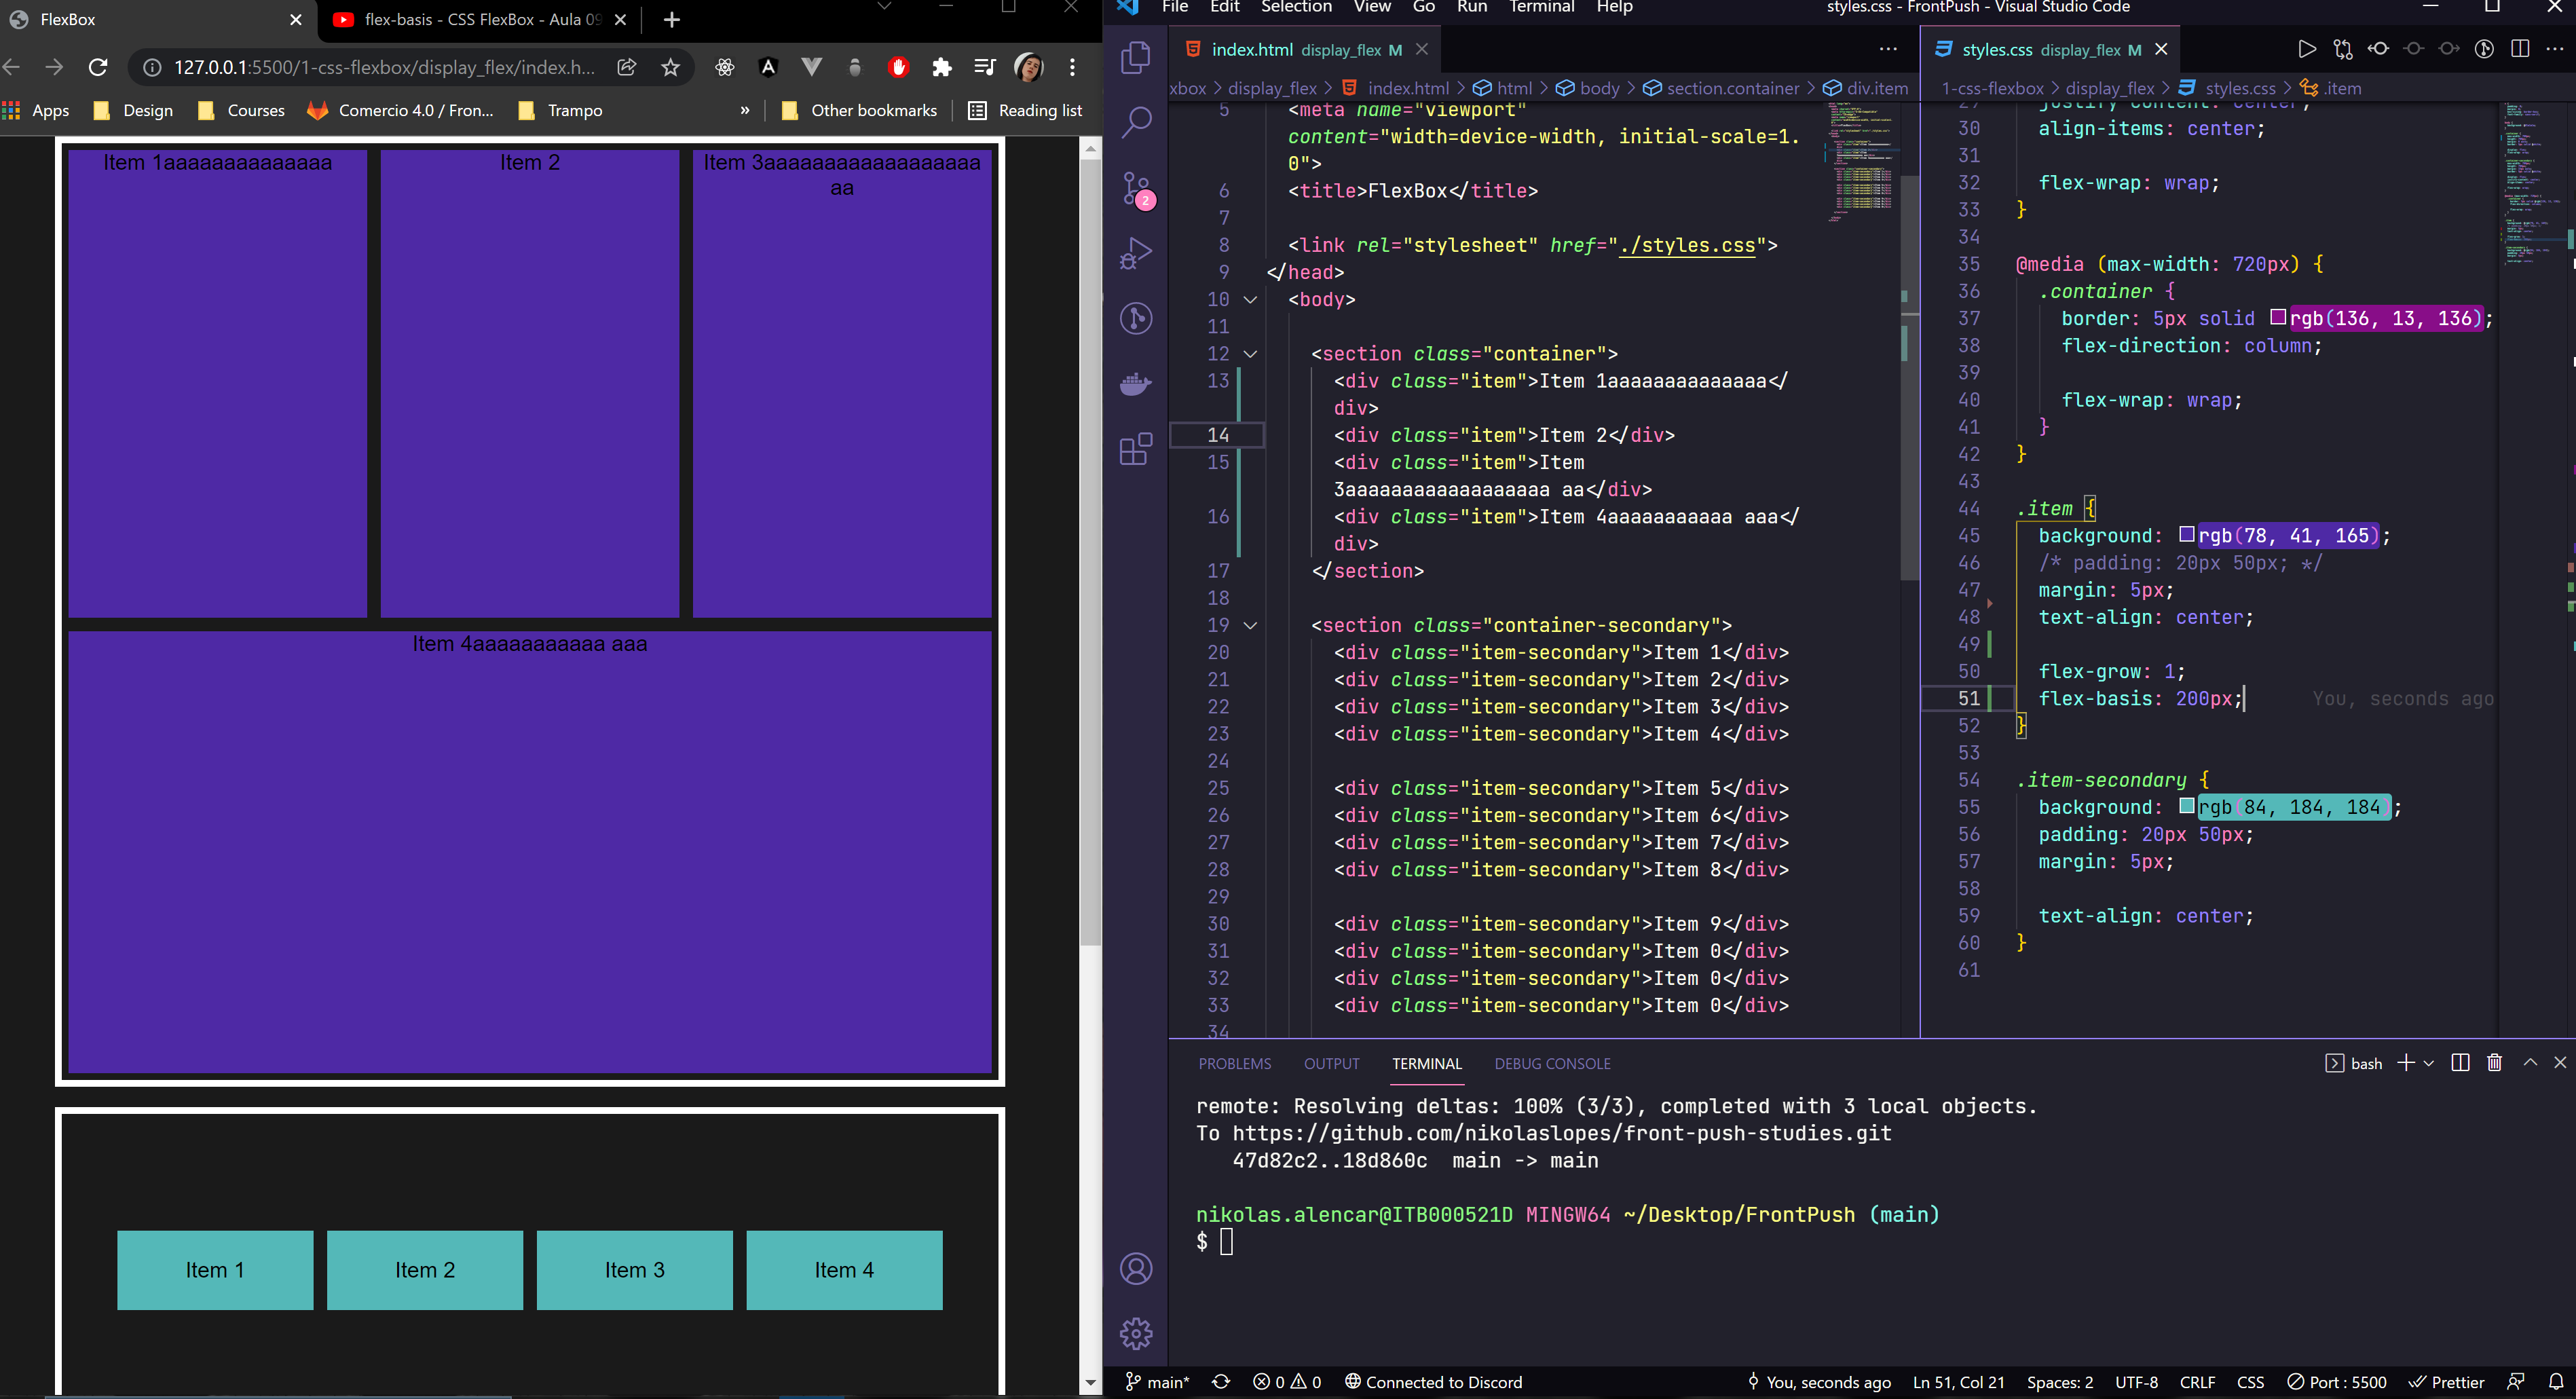 FlexBox
flex-basis - CSS FlexBox - Aula 09
127.0.0.1:5500/1-css-flexbox/display_flex/index.h...
Apps
Design
Courses
Comercio 4.0 / Fron...
Trampo
»
Other bookmarks
Reading list
Item 1aaaaaaaaaaaaaaa
Item 2
Item 3aaaaaaaaaaaaaaaaaa
aa
Item 4aaaaaaaaaaa aaa
Item 1
Item 2
Item 3
Item 4
File Edit Selection View Go Run Terminal Help
styles.css - FrontPush - Visual Studio Code
index.html display_flex M
xbox > display_flex > index.html > html > body > section.container > div.item
2
5 <meta name="viewport"
content="width=device-width, initial-scale=1.
0">
6 <title>FlexBox</title>
7
8 <link rel="stylesheet" href="./styles.css">
9 </head>
10 <body>
11
12 <section class="container">
13 <div class="item">Item 1aaaaaaaaaaaaaa</
div>
14 <div class="item">Item 2</div>
15 <div class="item">Item
3aaaaaaaaaaaaaaaaaa aa</div>
16 <div class="item">Item 4aaaaaaaaaaa aaa</
div>
17 </section>
18
19 <section class="container-secondary">
20 <div class="item-secondary">Item 1</div>
21 <div class="item-secondary">Item 2</div>
22 <div class="item-secondary">Item 3</div>
23 <div class="item-secondary">Item 4</div>
24
25 <div class="item-secondary">Item 5</div>
26 <div class="item-secondary">Item 6</div>
27 <div class="item-secondary">Item 7</div>
28 <div class="item-secondary">Item 8</div>
29
30 <div class="item-secondary">Item 9</div>
31 <div class="item-secondary">Item 0</div>
32 <div class="item-secondary">Item 0</div>
33 <div class="item-secondary">Item 0</div>
34
styles.css display_flex M
1-css-flexbox > display_flex > styles.css > .item
29 justify-content: center;
30 align-items: center;
31
32 flex-wrap: wrap;
33 }
34
35 @media (max-width: 720px) {
36 .container {
37 border: 5px solid rgb(136, 13, 136);
38 flex-direction: column;
39
40 flex-wrap: wrap;
41 }
42 }
43
44 .item {
45 background: rgb(78, 41, 165);
46 /* padding: 20px 50px; */
47 margin: 5px;
48 text-align: center;
49
50 flex-grow: 1;
51 flex-basis: 200px; You, seconds ago
52 }
53
54 .item-secondary {
55 background: rgb(84, 184, 184);
56 padding: 20px 50px;
57 margin: 5px;
58
59 text-align: center;
60 }
61
PROBLEMS OUTPUT TERMINAL DEBUG CONSOLE
bash
remote: Resolving deltas: 100% (3/3), completed with 3 local objects.
To https://github.com/nikolaslopes/front-push-studies.git
47d82c2..18d860c main -> main
nikolas.alencar@ITB000521D MINGW64 ~/Desktop/FrontPush (main)
$
main* 0 0 Connected to Discord
You, seconds ago Ln 51, Col 21 Spaces: 2 UTF-8 CRLF CSS Port : 5500 Prettier